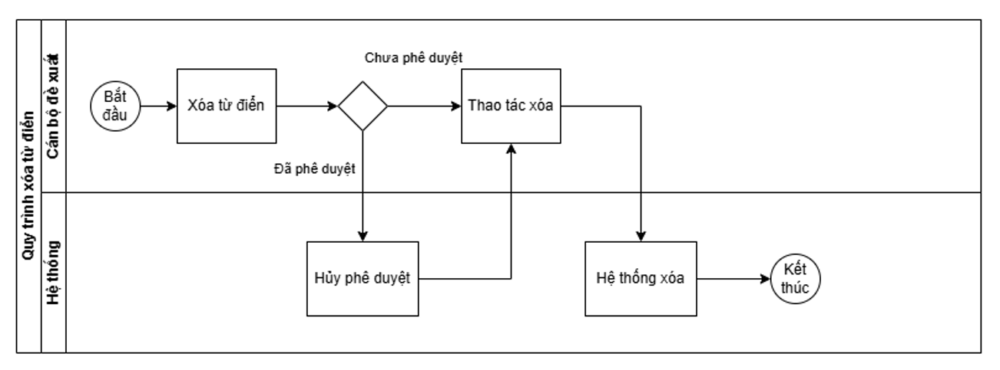 Quy trình xóa từ điển
Cán bộ đề xuất
Bắt
đầu
Xóa từ điển
Chưa phê duyệt
Thao tác xóa
Đã phê duyệt
Hệ thống
Hủy phê duyệt
Hệ thống xóa
Kết
thúc